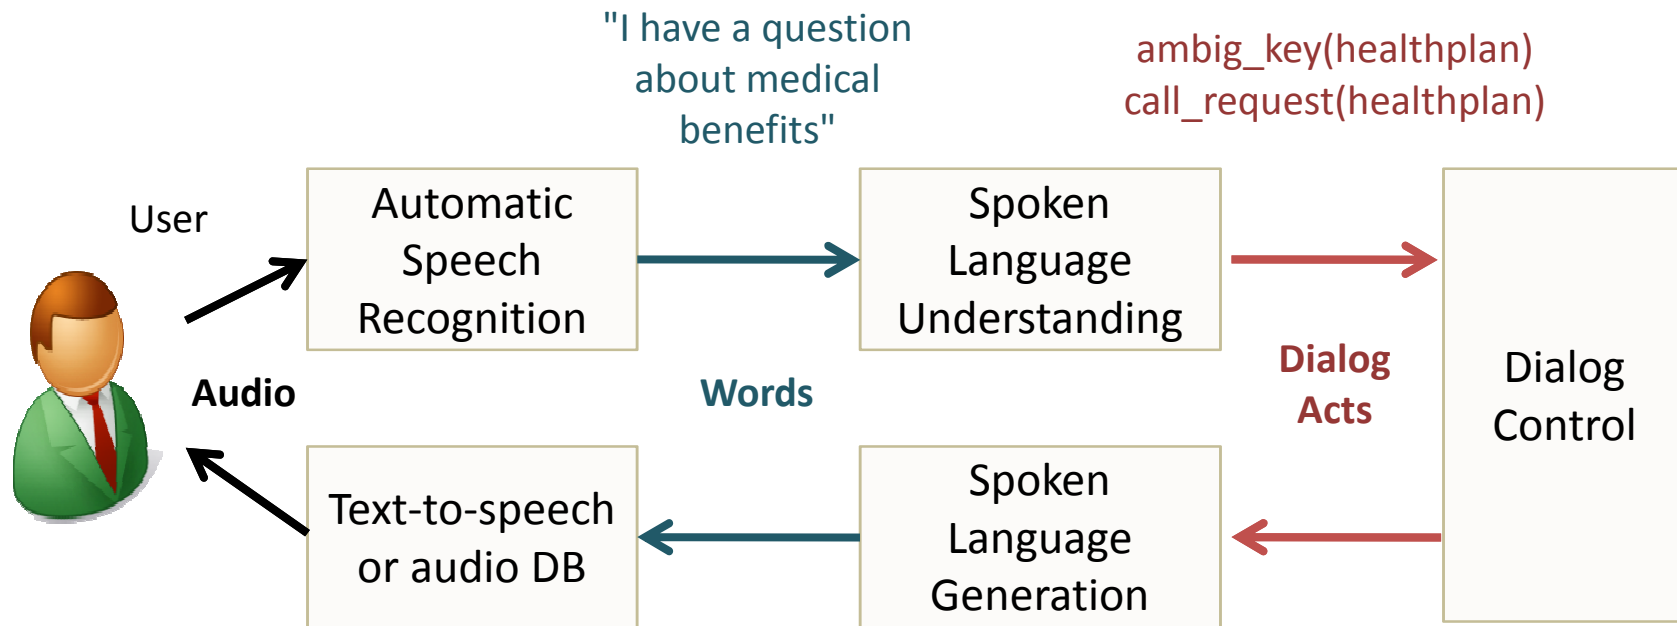 "I have a question
about medical
benefits"
ambig_key(healthplan)
call_request(healthplan)
User
Automatic
Speech
Recognition
Spoken
Language
Understanding
Audio
Words
Dialog
Acts
Dialog
Control
Text-to-speech
or audio DB
Spoken
Language
Generation